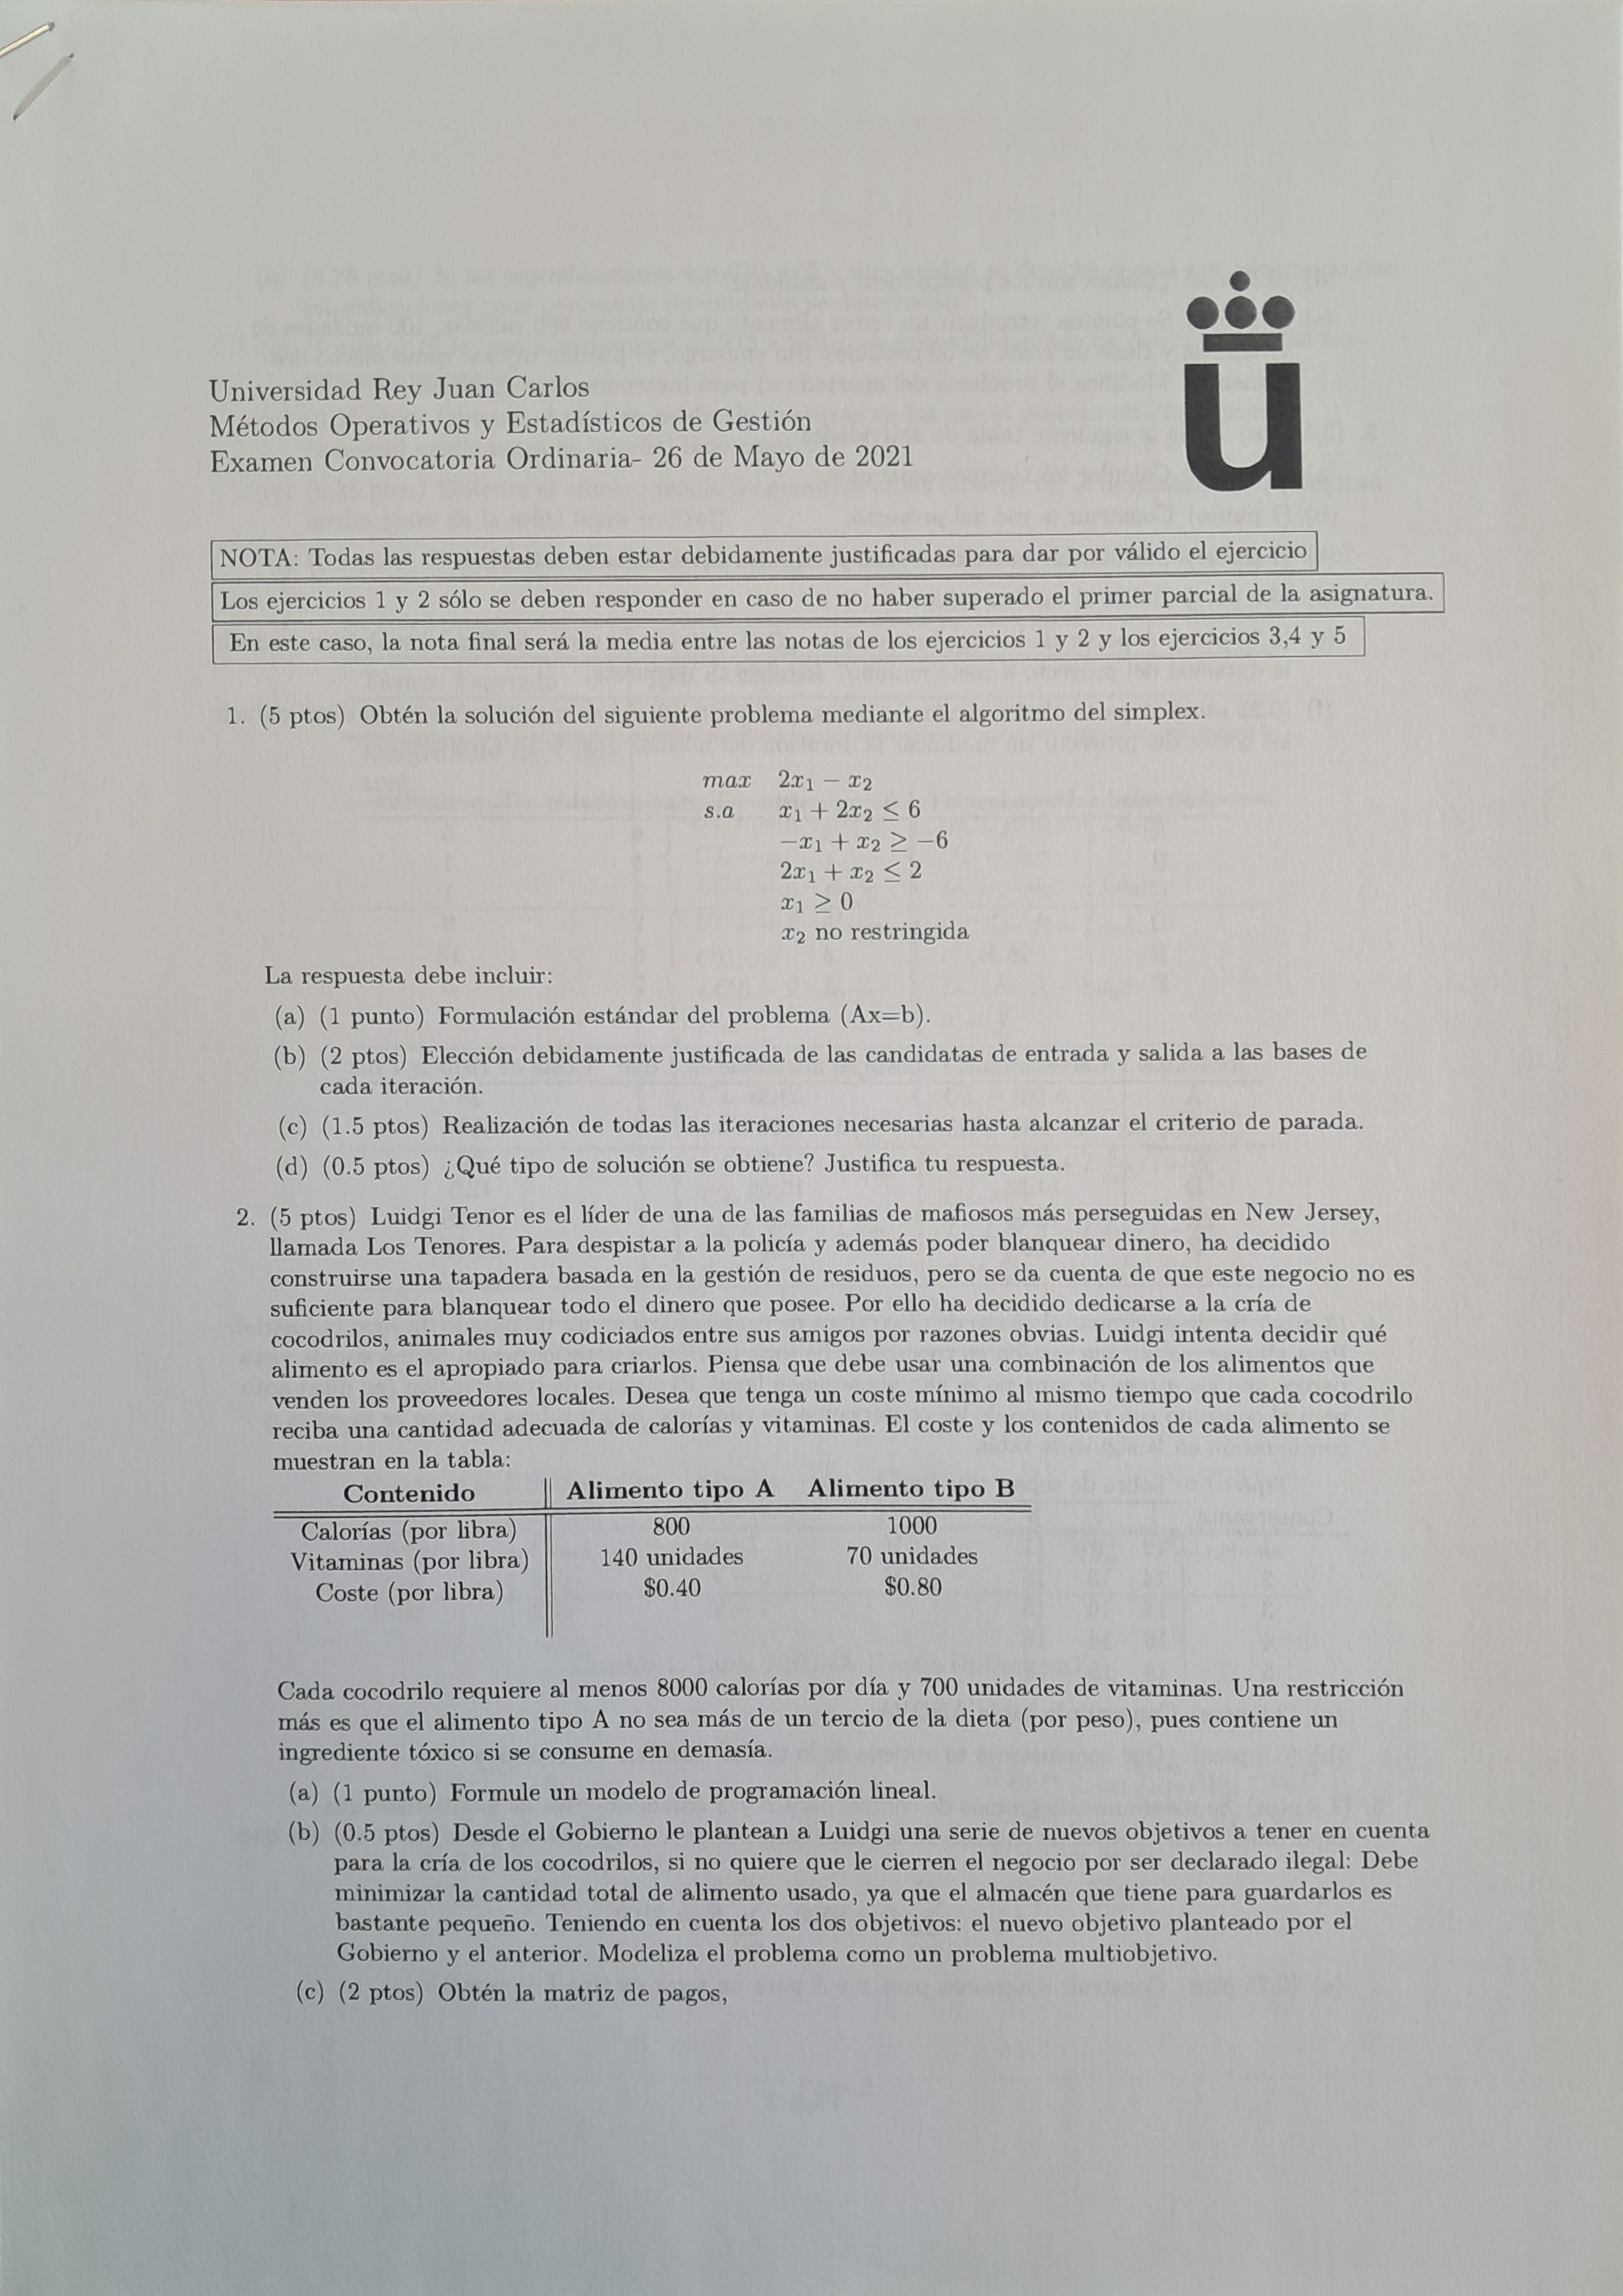 Universidad Rey Juan Carlos
Métodos Operativos y Estadísticos de Gestión
Examen Convocatoria Ordinaria- 26 de Mayo de 2021
u
NOTA: Todas las respuestas deben estar debidamente justificadas para dar por válido el ejercicio
Los ejercicios 1 y 2 sólo se deben responder en caso de no haber superado el primer parcial de la asignatura.
En este caso, la nota final será la media entre las notas de los ejercicios 1 y 2 y los ejercicios 3,4 y 5
1. (5 ptos) Obtén la solución del siguiente problema mediante el algoritmo del simplex.
max 2x₁ − x₂
s.a x₁ + 2x₂ ≤ 6
−x₁ + x₂ ≥ −6
2x₁ + x₂ ≤ 2
x₁ ≥ 0
x₂ no restringida
La respuesta debe incluir:
(a) (1 punto) Formulación estándar del problema (Ax=b).
(b) (2 ptos) Elección debidamente justificada de las candidatas de entrada y salida a las bases de
cada iteración.
(c) (1.5 ptos) Realización de todas las iteraciones necesarias hasta alcanzar el criterio de parada.
(d) (0.5 ptos) ¿Qué tipo de solución se obtiene? Justifica tu respuesta.
2. (5 ptos) Luidgi Tenor es el líder de una de las familias de mafiosos más perseguidas en New Jersey,
llamada Los Tenores. Para despistar a la policía y además poder blanquear dinero, ha decidido
construirse una tapadera basada en la gestión de residuos, pero se da cuenta de que este negocio no es
suficiente para blanquear todo el dinero que posee. Por ello ha decidido dedicarse a la cría de
cocodrilos, animales muy codiciados entre sus amigos por razones obvias. Luidgi intenta decidir qué
alimento es el apropiado para criarlos. Piensa que debe usar una combinación de los alimentos que
venden los proveedores locales. Desea que tenga un coste mínimo al mismo tiempo que cada cocodrilo
reciba una cantidad adecuada de calorías y vitaminas. El coste y los contenidos de cada alimento se
muestran en la tabla:
Contenido Alimento tipo A Alimento tipo B
Calorías (por libra) 800 1000
Vitaminas (por libra) 140 unidades 70 unidades
Coste (por libra) $0.40 $0.80
Cada cocodrilo requiere al menos 8000 calorías por día y 700 unidades de vitaminas. Una restricción
más es que el alimento tipo A no sea más de un tercio de la dieta (por peso), pues contiene un
ingrediente tóxico si se consume en demasía.
(a) (1 punto) Formule un modelo de programación lineal.
(b) (0.5 ptos) Desde el Gobierno le plantean a Luidgi una serie de nuevos objetivos a tener en cuenta
para la cría de los cocodrilos, si no quiere que le cierren el negocio por ser declarado ilegal: Debe
minimizar la cantidad total de alimento usado, ya que el almacén que tiene para guardarlos es
bastante pequeño. Teniendo en cuenta los dos objetivos: el nuevo objetivo planteado por el
Gobierno y el anterior. Modeliza el problema como un problema multiobjetivo.
(c) (2 ptos) Obtén la matriz de pagos,